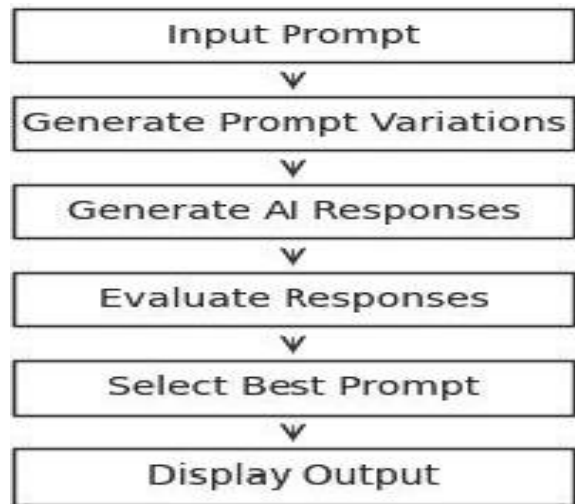 Input Prompt
Generate Prompt Variations
Generate AI Responses
Evaluate Responses
Select Best Prompt
Display Output